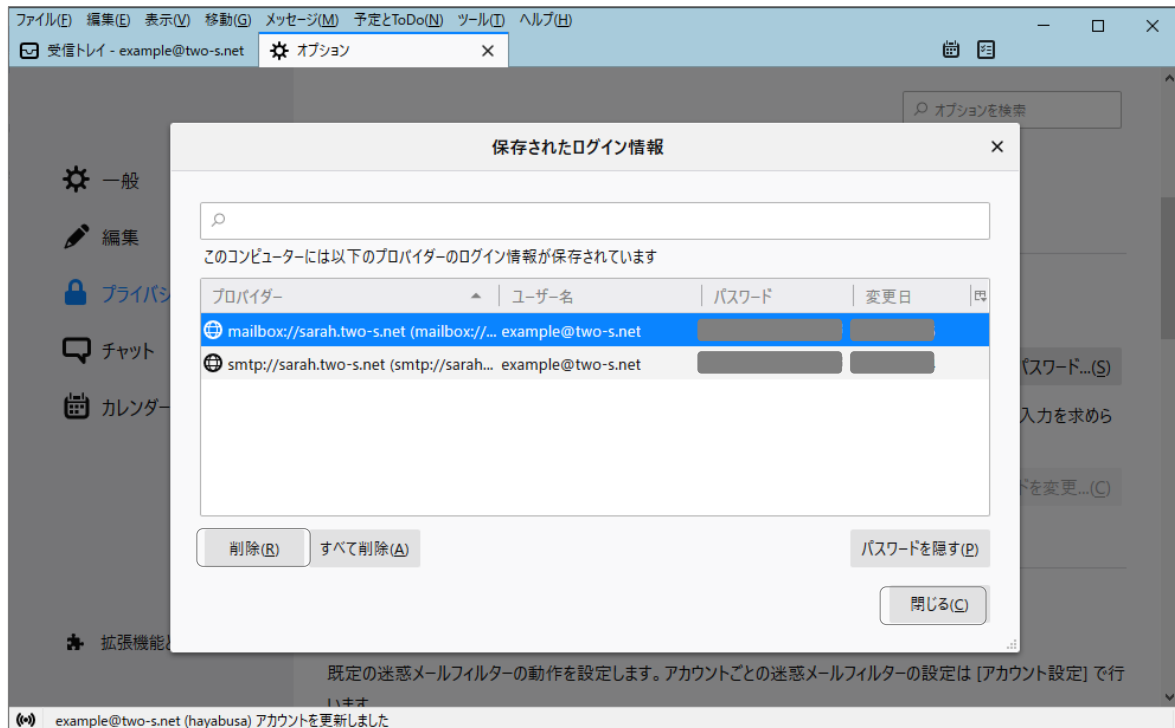 ファイル(F) 編集(E) 表示(V) 移動(G) メッセージ(M) 予定とToDo(N) ツール(T) ヘルプ(H)
受信トレイ - example@two-s.net オプション
オプションを検索
保存されたログイン情報
一般
編集
このコンピューターには以下のプロバイダーのログイン情報が保存されています
プライバシ
プロバイダー ユーザー名 パスワード 変更日
mailbox://sarah.two-s.net (mailbox://... example@two-s.net
チャット
smtp://sarah.two-s.net (smtp://sarah... example@two-s.net
パスワード...(S)
カレンダー
入力を求めら
ドを変更...(C)
削除(R) すべて削除(A) パスワードを隠す(P)
閉じる(C)
拡張機能と
既定の迷惑メールフィルターの動作を設定します。アカウントごとの迷惑メールフィルターの設定は [アカウント設定] で行
います
example@two-s.net (hayabusa) アカウントを更新しました